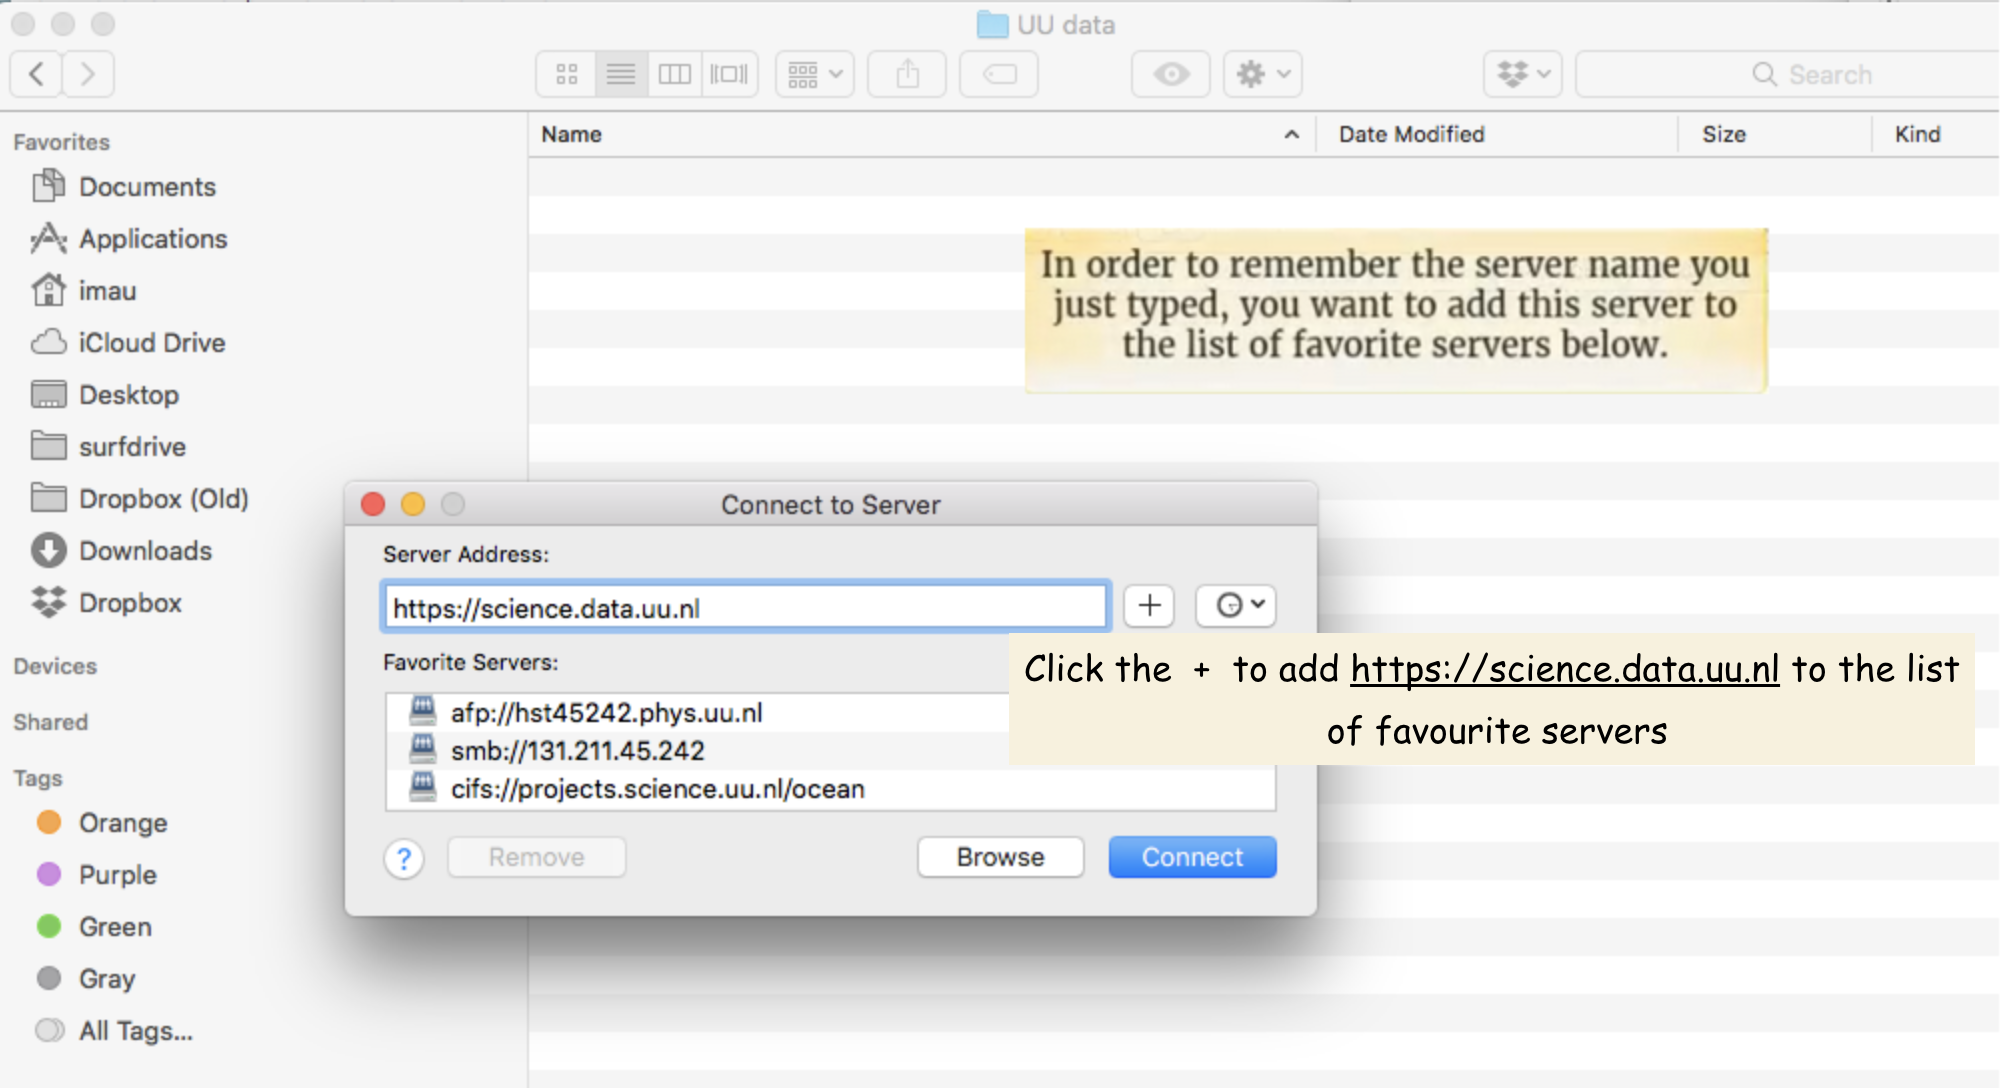 UU data
Search
Favorites
Documents
Applications
imau
iCloud Drive
Desktop
surfdrive
Dropbox (Old)
Downloads
Dropbox
Devices
Shared
Tags
Orange
Purple
Green
Gray
All Tags...
Name
Date Modified
Size
Kind
In order to remember the server name you
just typed, you want to add this server to
the list of favorite servers below.
Connect to Server
Server Address:
https://science.data.uu.nl
+
Favorite Servers:
afp://hst45242.phys.uu.nl
smb://131.211.45.242
cifs://projects.science.uu.nl/ocean
?
Remove
Browse
Connect
Click the + to add https://science.data.uu.nl to the list
of favourite servers